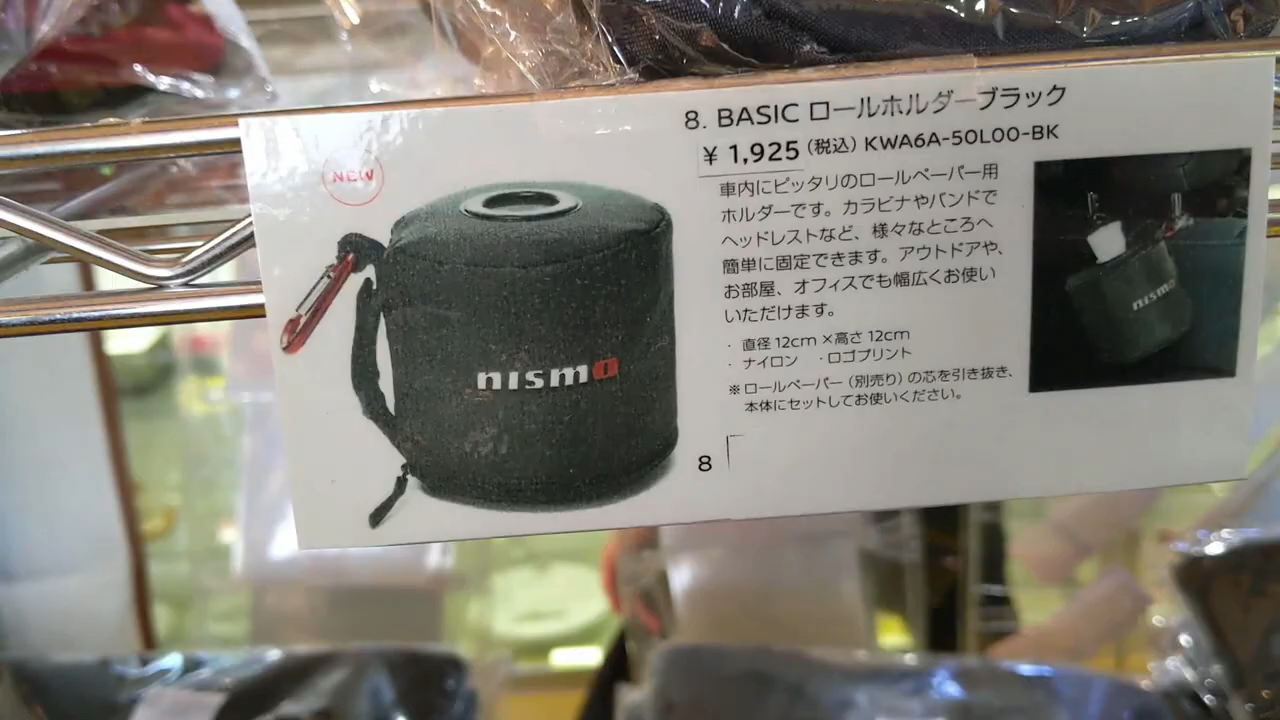 8. BASIC ロールホルダーブラック
¥ 1,925 (税込) KWA6A-50L00-BK
NEW
車内にピッタリのロールペーパー用
ホルダーです。カラビナやバンドで
ヘッドレストなど、様々なところへ
簡単に固定できます。アウトドアや、
お部屋、オフィスでも幅広くお使い
いただけます。
・ 直径 12cm ×高さ 12cm
・ ナイロン ・ロゴプリント
※ロールペーパー（別売り）の芯を引き抜き、
本体にセットしてお使いください。
nismo
nismo
8